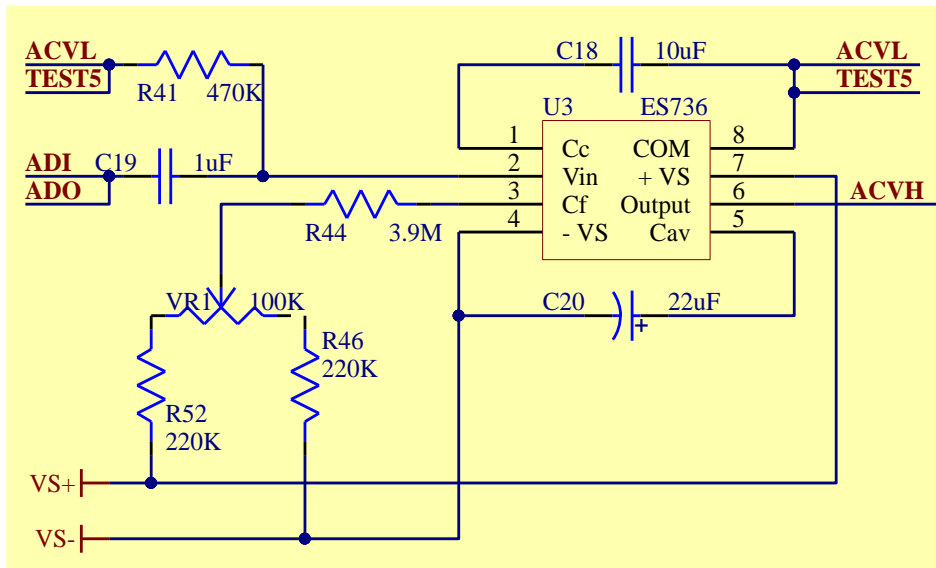 ACVL
TEST5
R41 470K
ADI
ADO
C19 1uF
R44 3.9M
VR1 100K
R46
220K
R52
220K
VS+
VS-
C18 10uF
ACVL
TEST5
U3 ES736
1 Cc COM 8
2 Vin + VS 7
3 Cf Output 6
4 - VS Cav 5
ACVH
C20 22uF
+